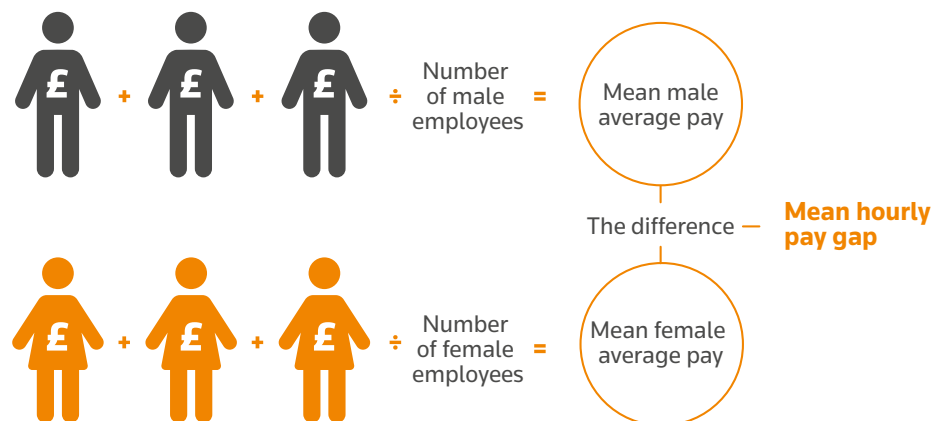 £ + £ + £ ÷ Number of male employees = Mean male average pay
The difference — Mean hourly pay gap
£ + £ + £ ÷ Number of female employees = Mean female average pay